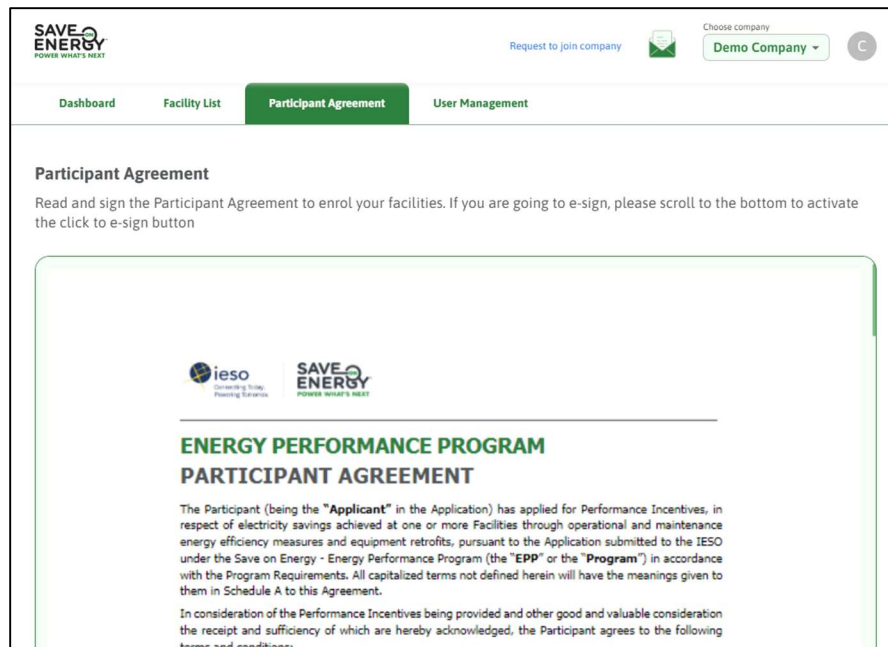 SAVE ON
ENERGY
POWER WHAT'S NEXT
Request to join company
Choose company
Demo Company
C
Dashboard Facility List Participant Agreement User Management
Participant Agreement
Read and sign the Participant Agreement to enrol your facilities. If you are going to e-sign, please scroll to the bottom to activate
the click to e-sign button
ieso
Connecting Today.
Powering Tomorrow.
SAVE ON
ENERGY
POWER WHAT'S NEXT
ENERGY PERFORMANCE PROGRAM
PARTICIPANT AGREEMENT
The Participant (being the "Applicant" in the Application) has applied for Performance Incentives, in
respect of electricity savings achieved at one or more Facilities through operational and maintenance
energy efficiency measures and equipment retrofits, pursuant to the Application submitted to the IESO
under the Save on Energy - Energy Performance Program (the "EPP" or the "Program") in accordance
with the Program Requirements. All capitalized terms not defined herein will have the meanings given to
them in Schedule A to this Agreement.
In consideration of the Performance Incentives being provided and other good and valuable consideration
the receipt and sufficiency of which are hereby acknowledged, the Participant agrees to the following
terms and conditions: